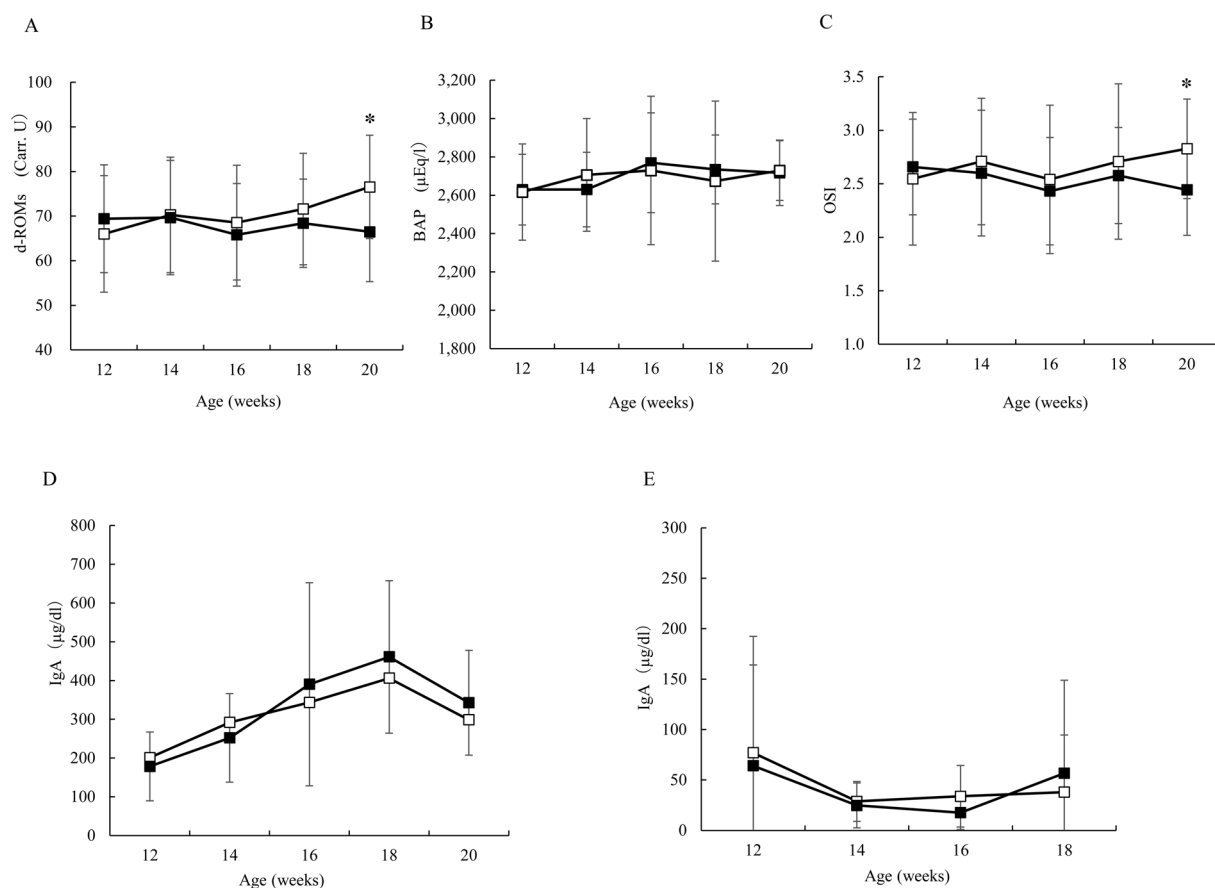 A
d-ROMs (Carr. U)
100
90
80
70
60
50
40
*
12 14 16 18 20
Age (weeks)
B
BAP (μEq/l)
3,200
3,000
2,800
2,600
2,400
2,200
2,000
1,800
12 14 16 18 20
Age (weeks)
C
OSI
3.5
3.0
2.5
2.0
1.5
1.0
*
12 14 16 18 20
Age (weeks)
D
IgA (μg/dl)
800
700
600
500
400
300
200
100
0
12 14 16 18 20
Age (weeks)
E
IgA (μg/dl)
300
250
200
150
100
50
0
12 14 16 18
Age (weeks)